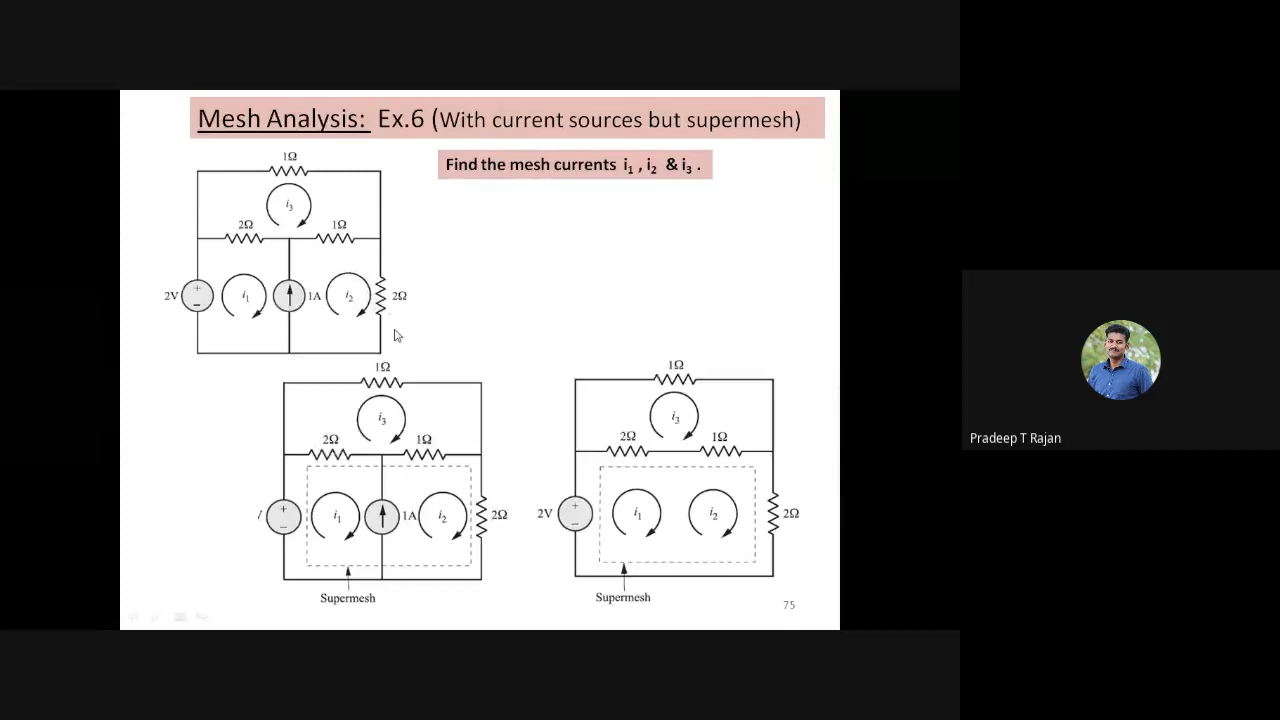 Mesh Analysis: Ex.6 (With current sources but supermesh)
Find the mesh currents i₁ , i₂ & i₃ .
1Ω
i₃
2Ω
1Ω
2V
+
−
i₁
1A
i₂
2Ω
1Ω
i₃
2Ω
1Ω
+
−
i₁
1A
i₂
2Ω
Supermesh
1Ω
i₃
2Ω
1Ω
2V
+
−
i₁
i₂
2Ω
Supermesh
75
Pradeep T Rajan